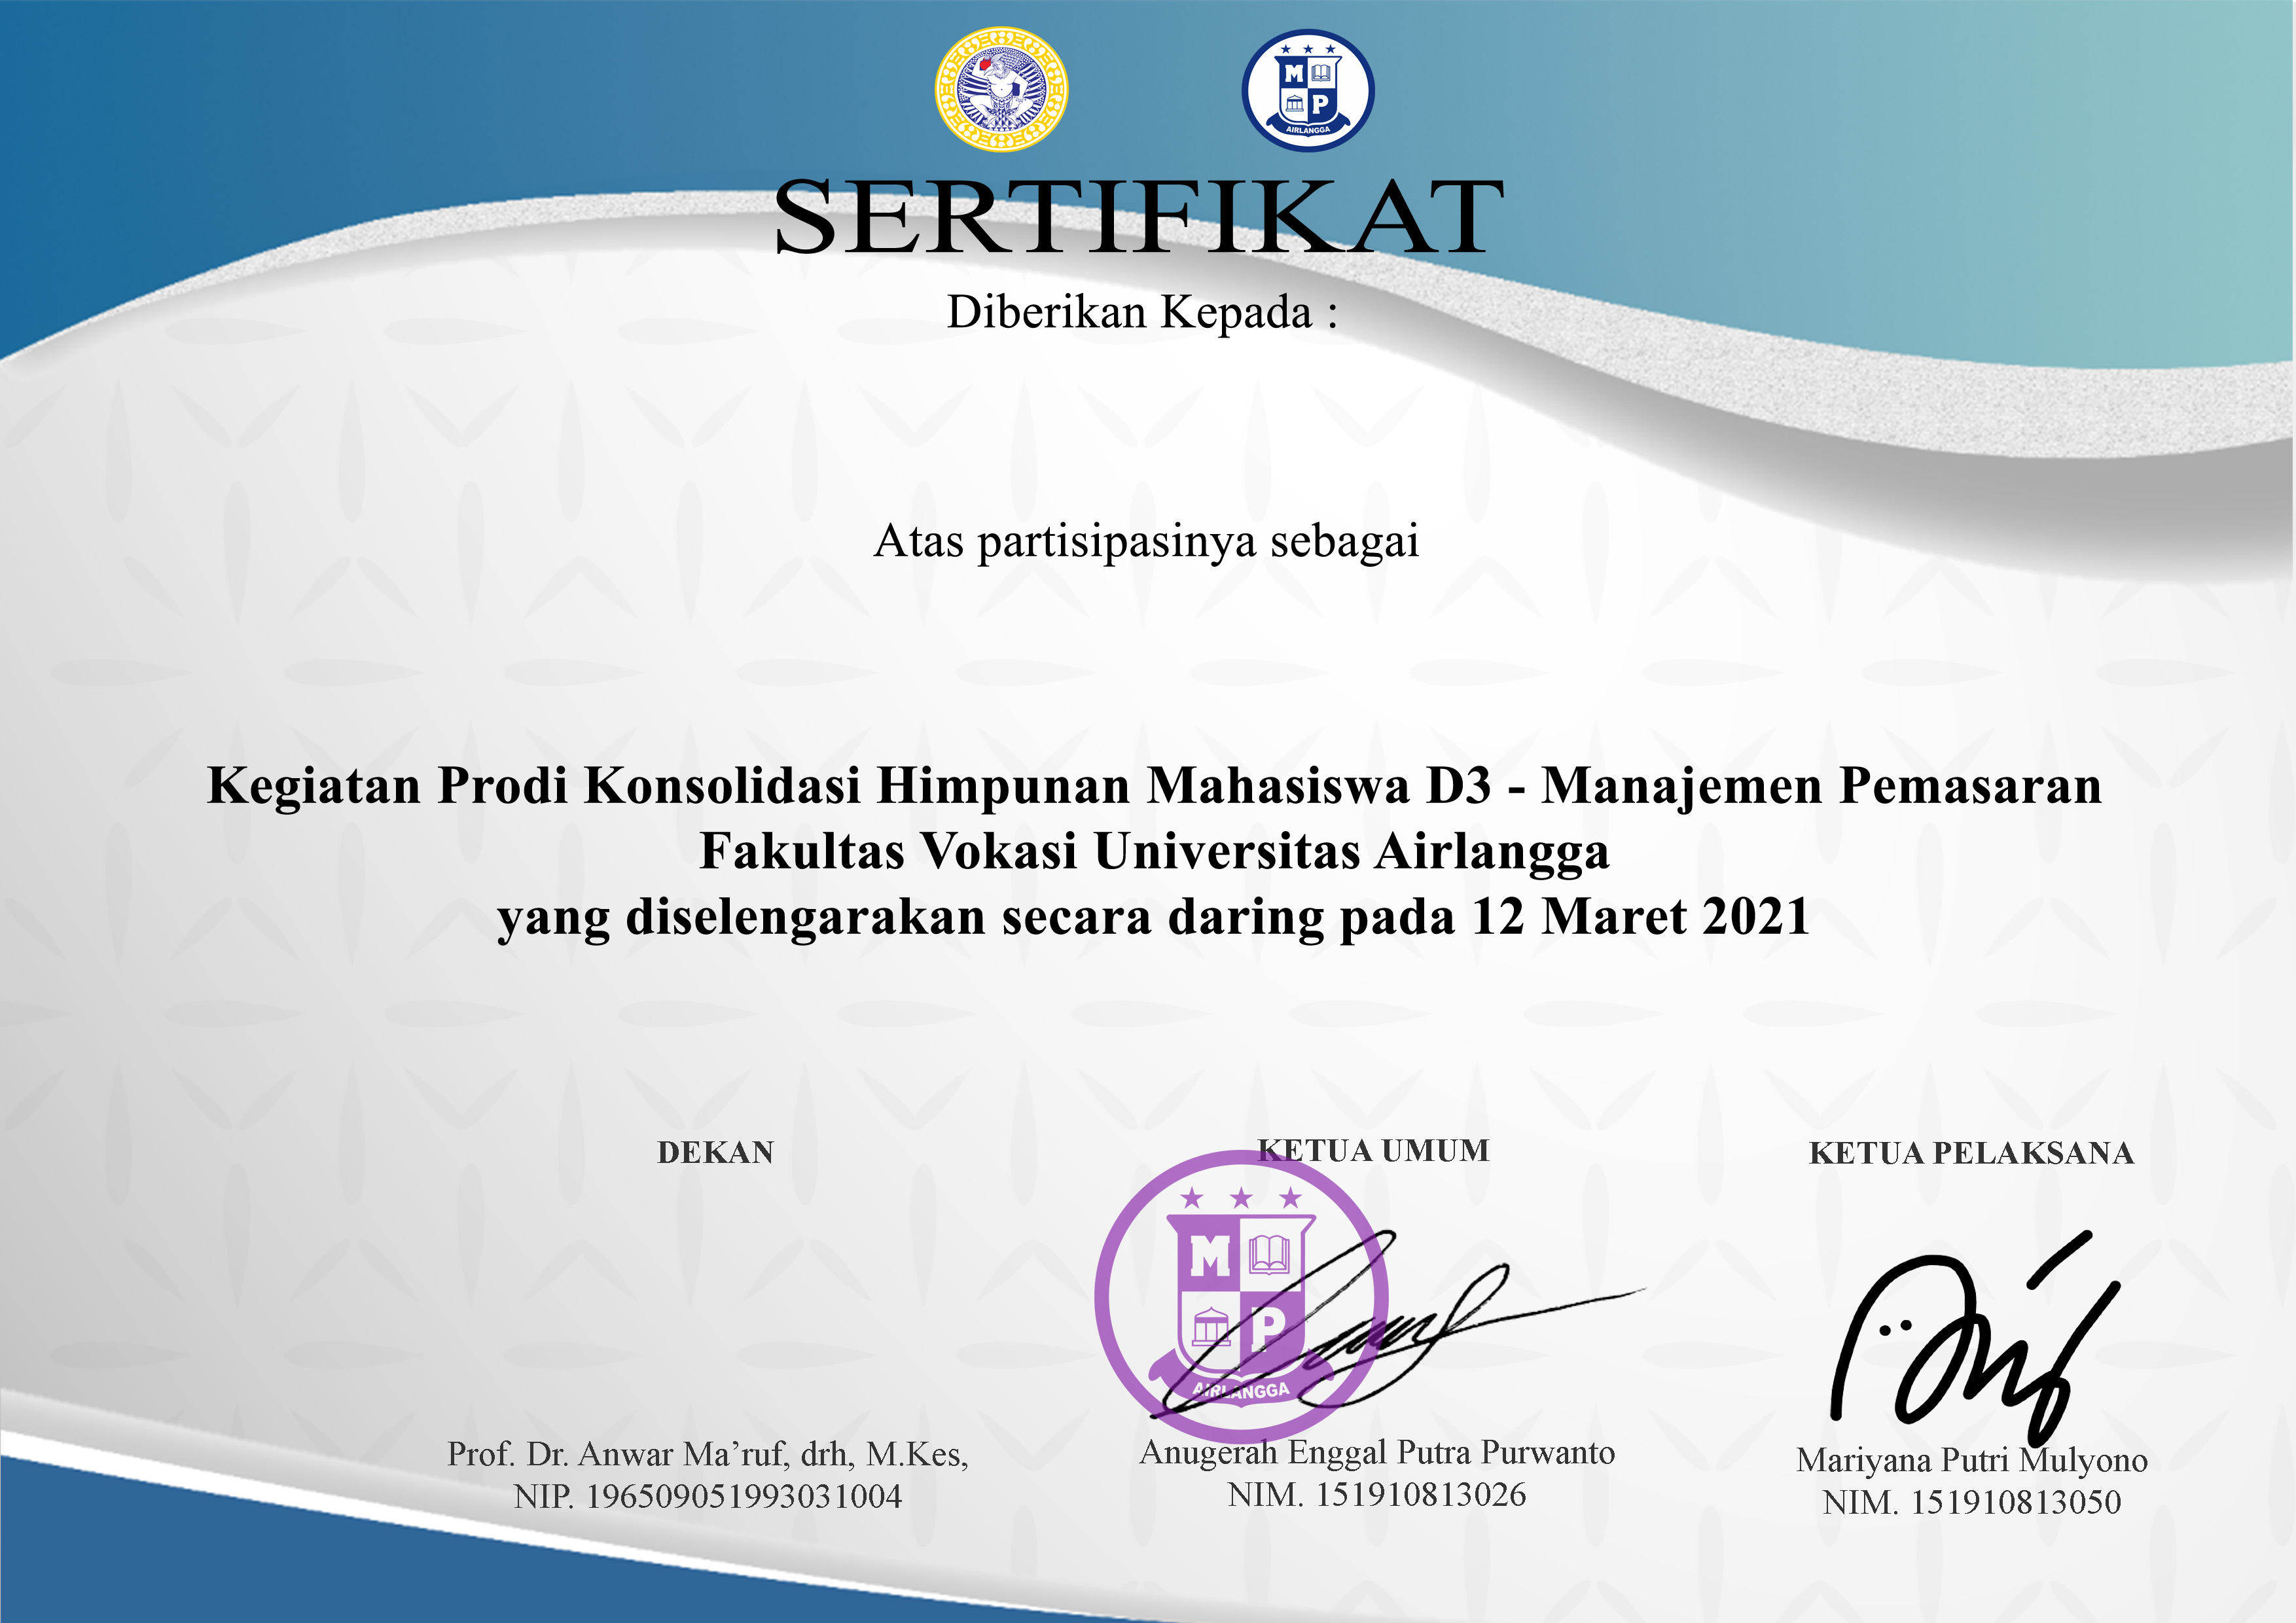 M
P
AIRLANGGA
SERTIFIKAT
Diberikan Kepada :
Atas partisipasinya sebagai
Kegiatan Prodi Konsolidasi Himpunan Mahasiswa D3 - Manajemen Pemasaran
Fakultas Vokasi Universitas Airlangga
yang diselengarakan secara daring pada 12 Maret 2021
DEKAN
Prof. Dr. Anwar Ma’ruf, drh, M.Kes,
NIP. 196509051993031004
KETUA UMUM
M
P
AIRLANGGA
Anugerah Enggal Putra Purwanto
NIM. 151910813026
KETUA PELAKSANA
Mariyana Putri Mulyono
NIM. 151910813050